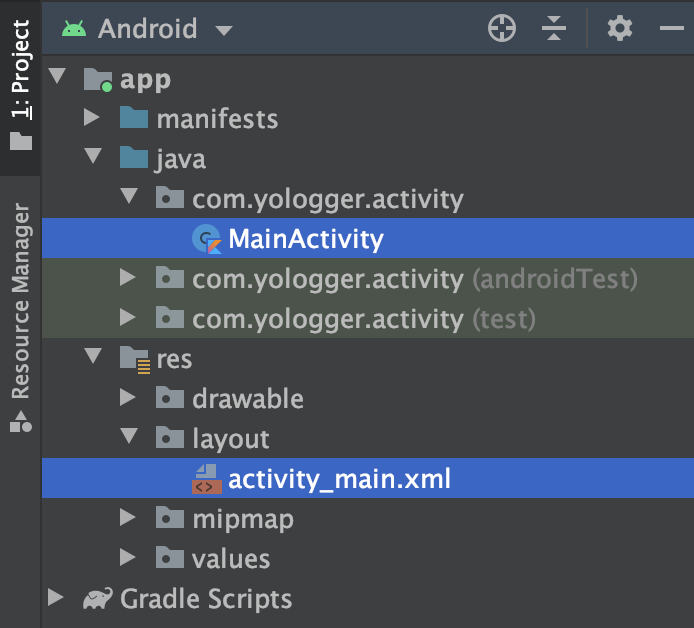 Android
1: Project
Resource Manager
app
manifests
java
com.yologger.activity
MainActivity
com.yologger.activity (androidTest)
com.yologger.activity (test)
res
drawable
layout
activity_main.xml
mipmap
values
Gradle Scripts